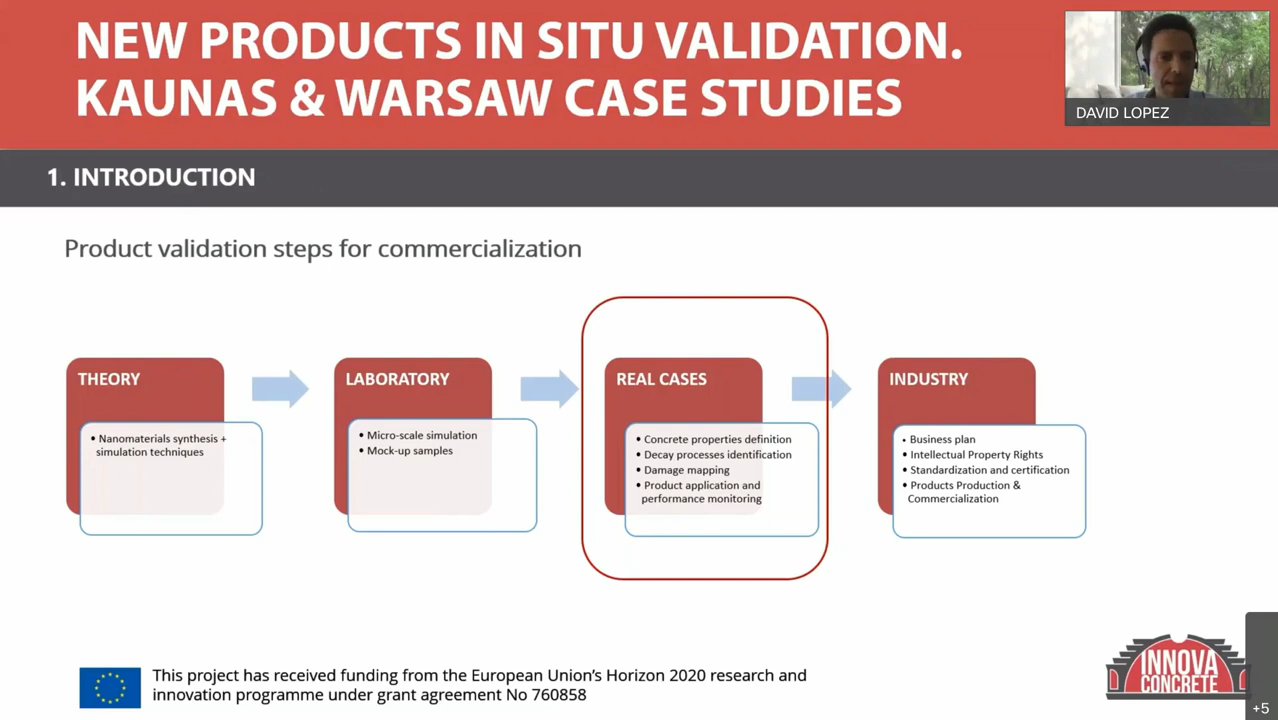 NEW PRODUCTS IN SITU VALIDATION.
KAUNAS & WARSAW CASE STUDIES
DAVID LOPEZ
1. INTRODUCTION
Product validation steps for commercialization
THEORY
• Nanomaterials synthesis +
simulation techniques
LABORATORY
• Micro-scale simulation
• Mock-up samples
REAL CASES
• Concrete properties definition
• Decay processes identification
• Damage mapping
• Product application and
performance monitoring
INDUSTRY
• Business plan
• Intellectual Property Rights
• Standardization and certification
• Products Production &
Commercialization
This project has received funding from the European Union's Horizon 2020 research and
innovation programme under grant agreement No 760858
INNOVA
CONCRETE
+5